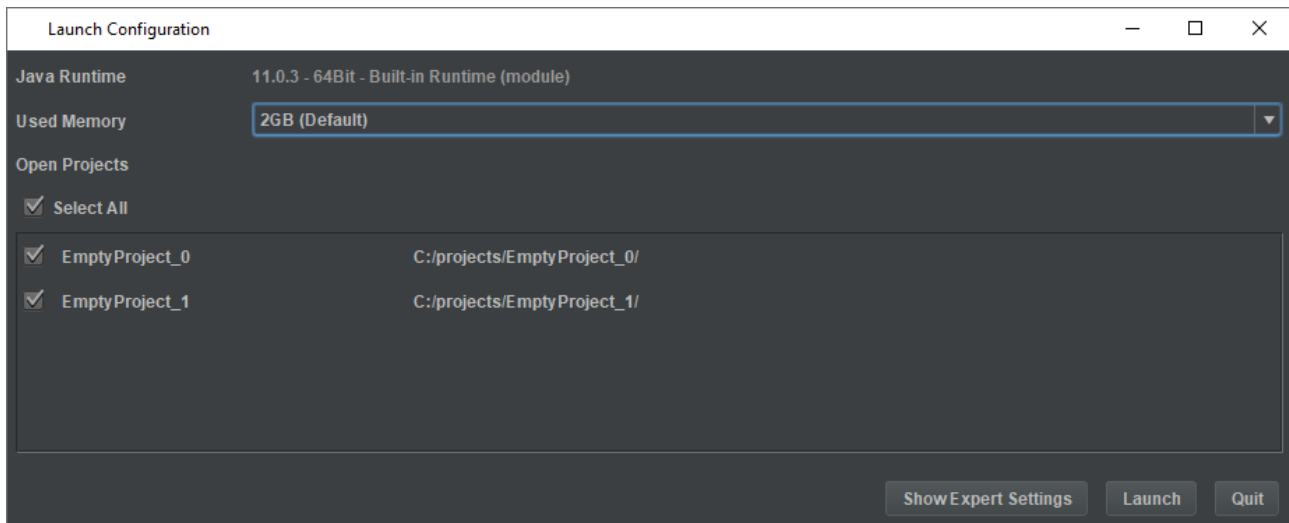 Launch Configuration
Java Runtime 11.0.3 - 64Bit - Built-in Runtime (module)
Used Memory 2GB (Default)
Open Projects
Select All
EmptyProject_0 C:/projects/EmptyProject_0/
EmptyProject_1 C:/projects/EmptyProject_1/
Show Expert Settings Launch Quit